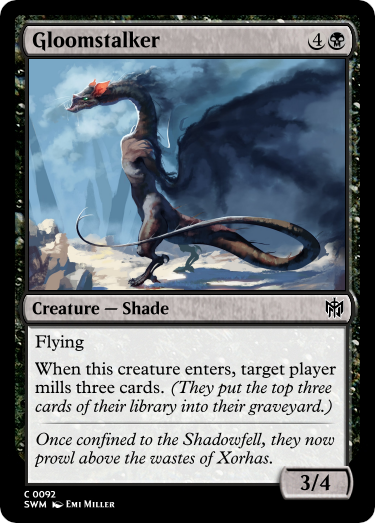 Gloomstalker 4
Creature — Shade
Flying
When this creature enters, target player
mills three cards. (They put the top three
cards of their library into their graveyard.)
Once confined to the Shadowfell, they now
prowl above the wastes of Xorhas.
3/4
C 0092
SWM Emi Miller